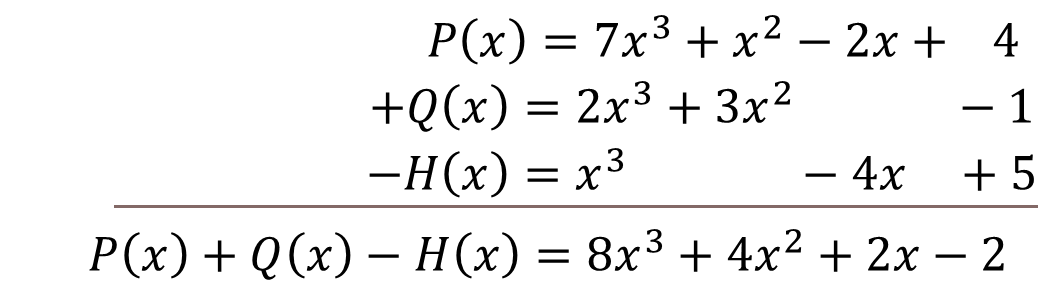 P(x) = 7x³ + x² − 2x + 4
+Q(x) = 2x³ + 3x² − 1
−H(x) = x³ − 4x + 5
P(x) + Q(x) − H(x) = 8x³ + 4x² + 2x − 2